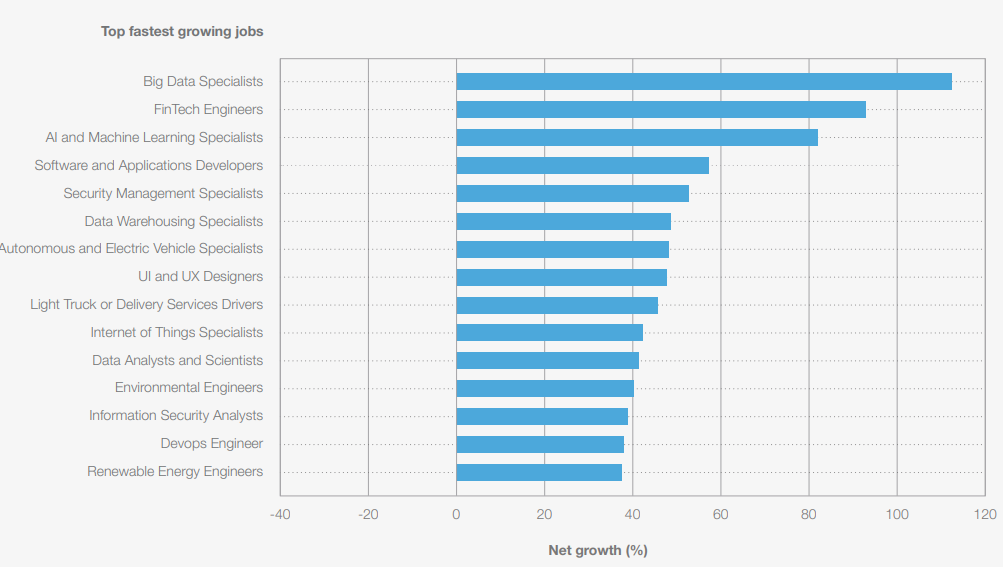 Top fastest growing jobs
Big Data Specialists
FinTech Engineers
AI and Machine Learning Specialists
Software and Applications Developers
Security Management Specialists
Data Warehousing Specialists
Autonomous and Electric Vehicle Specialists
UI and UX Designers
Light Truck or Delivery Services Drivers
Internet of Things Specialists
Data Analysts and Scientists
Environmental Engineers
Information Security Analysts
Devops Engineer
Renewable Energy Engineers
-40 -20 0 20 40 60 80 100 120
Net growth (%)